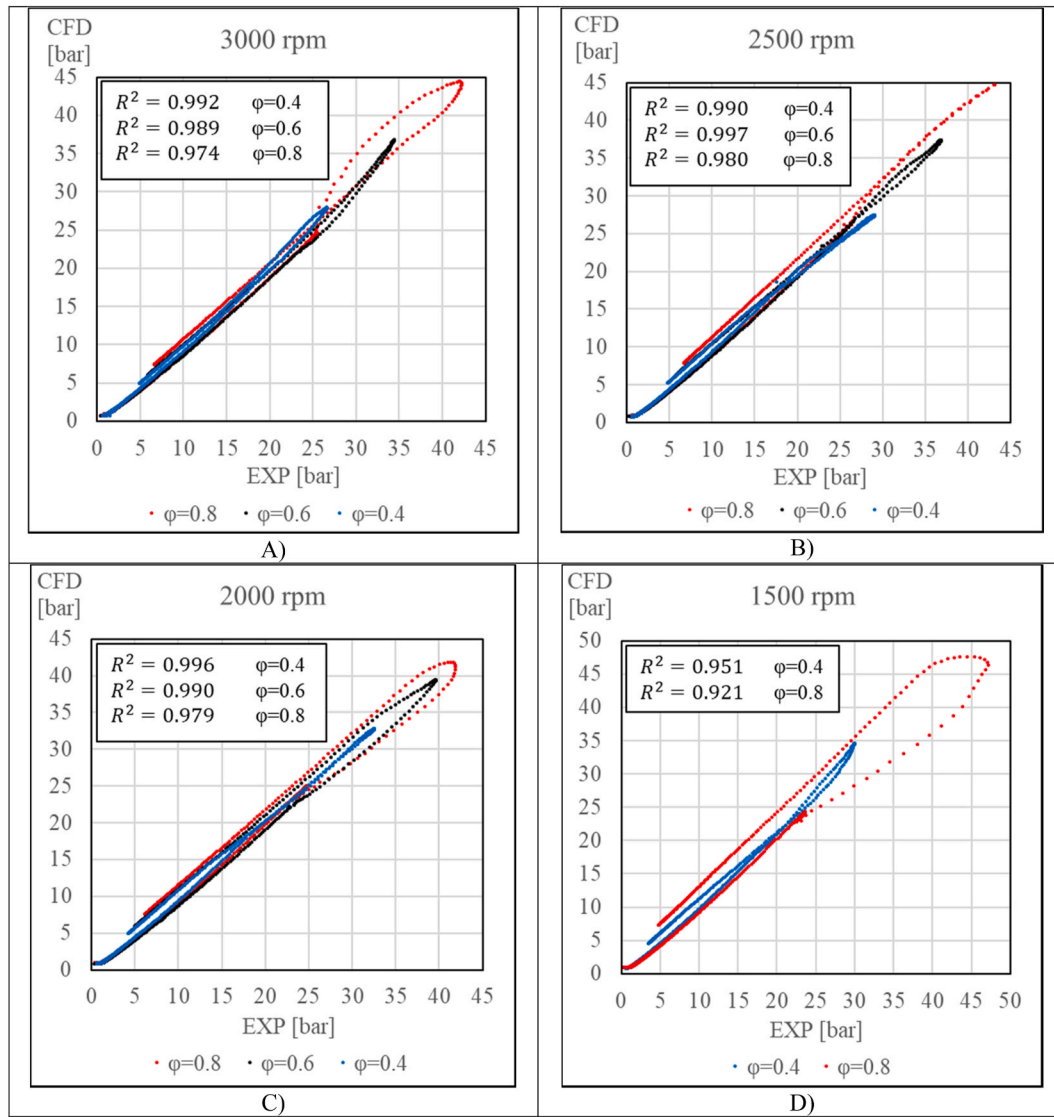 CFD
[bar]
3000 rpm
45
40
35
30
25
20
15
10
5
0
R² = 0.992 φ=0.4
R² = 0.989 φ=0.6
R² = 0.974 φ=0.8
0 5 10 15 20 25 30 35 40 45
EXP [bar]
φ=0.8 φ=0.6 φ=0.4
A)
CFD
[bar]
2500 rpm
45
40
35
30
25
20
15
10
5
0
R² = 0.990 φ=0.4
R² = 0.997 φ=0.6
R² = 0.980 φ=0.8
0 5 10 15 20 25 30 35 40 45
EXP [bar]
φ=0.8 φ=0.6 φ=0.4
B)
CFD
[bar]
2000 rpm
45
40
35
30
25
20
15
10
5
0
R² = 0.996 φ=0.4
R² = 0.990 φ=0.6
R² = 0.979 φ=0.8
0 5 10 15 20 25 30 35 40 45
EXP [bar]
φ=0.8 φ=0.6 φ=0.4
C)
CFD
[bar]
1500 rpm
50
45
40
35
30
25
20
15
10
5
0
R² = 0.951 φ=0.4
R² = 0.921 φ=0.8
0 5 10 15 20 25 30 35 40 45 50
EXP [bar]
φ=0.4 φ=0.8
D)